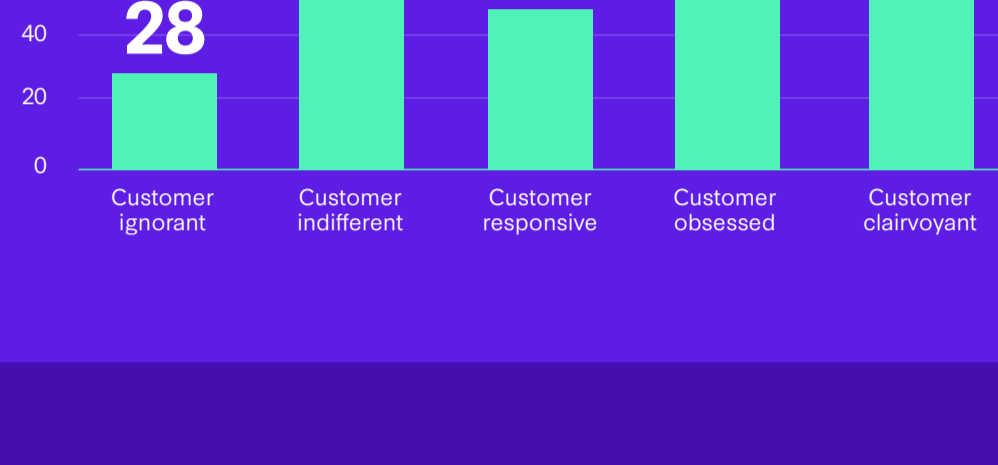 28
40
20
0
Customer
ignorant
Customer
indifferent
Customer
responsive
Customer
obsessed
Customer
clairvoyant